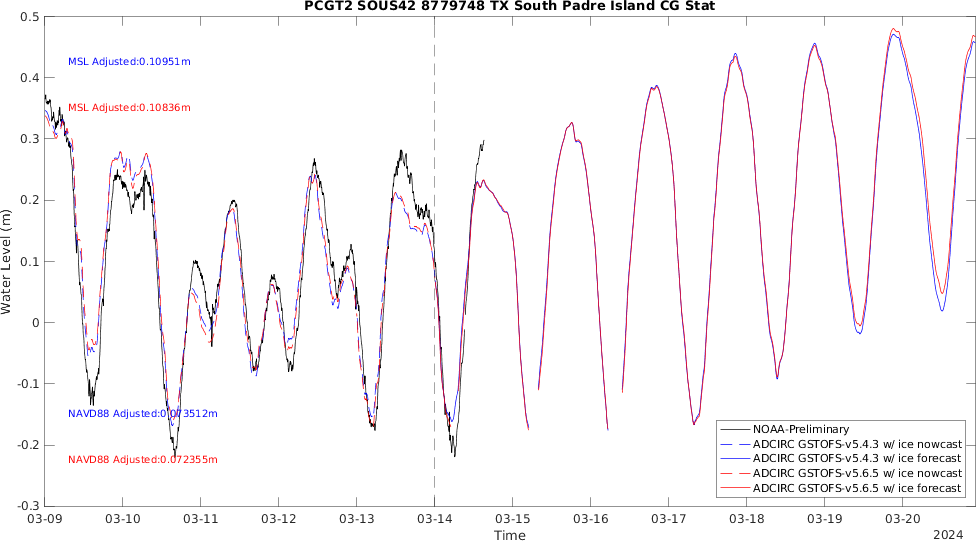 PCGT2 SOUS42 8779748 TX South Padre Island CG Stat
0.5
0.4
0.3
0.2
0.1
0
-0.1
-0.2
-0.3
Water Level (m)
MSL Adjusted:0.10951m
MSL Adjusted:0.10836m
NAVD88 Adjusted:0.073512m
NAVD88 Adjusted:0.072355m
NOAA-Preliminary
ADCIRC GSTOFS-v5.4.3 w/ ice nowcast
ADCIRC GSTOFS-v5.4.3 w/ ice forecast
ADCIRC GSTOFS-v5.6.5 w/ ice nowcast
ADCIRC GSTOFS-v5.6.5 w/ ice forecast
03-09 03-10 03-11 03-12 03-13 03-14 03-15 03-16 03-17 03-18 03-19 03-20
Time
2024